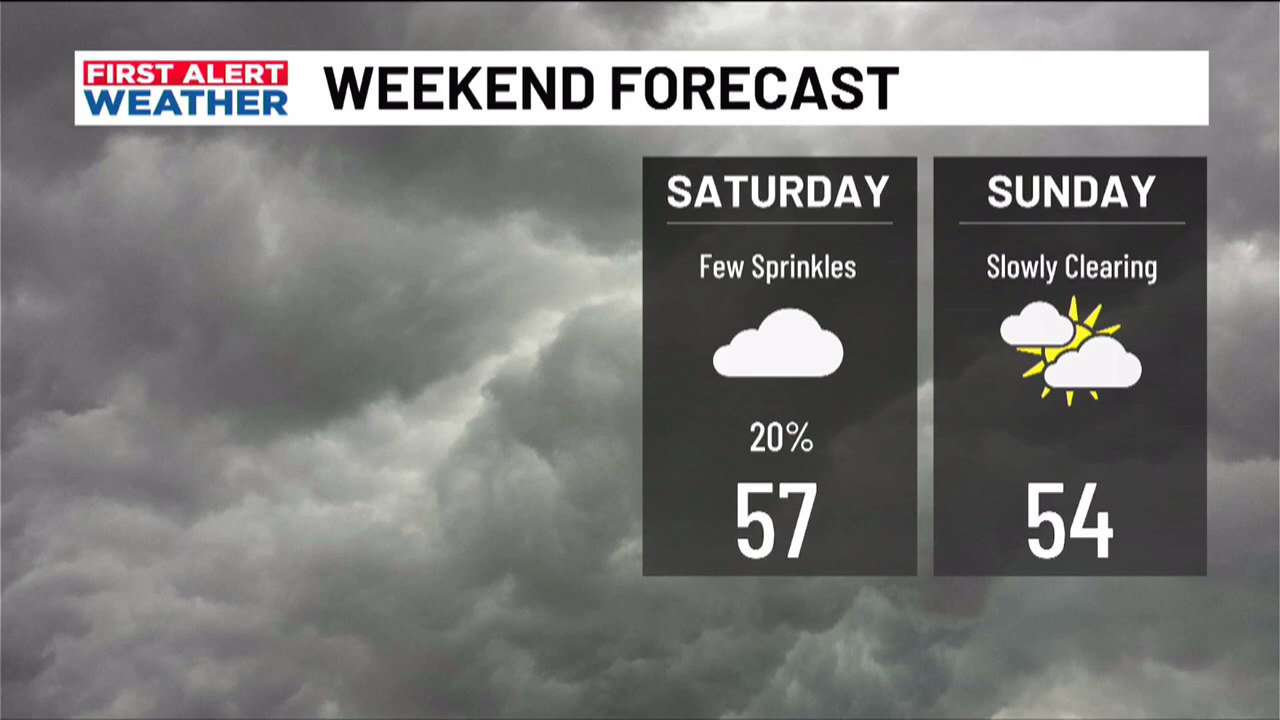 FIRST ALERT
WEATHER
WEEKEND FORECAST
SATURDAY
Few Sprinkles
20%
57
SUNDAY
Slowly Clearing
54